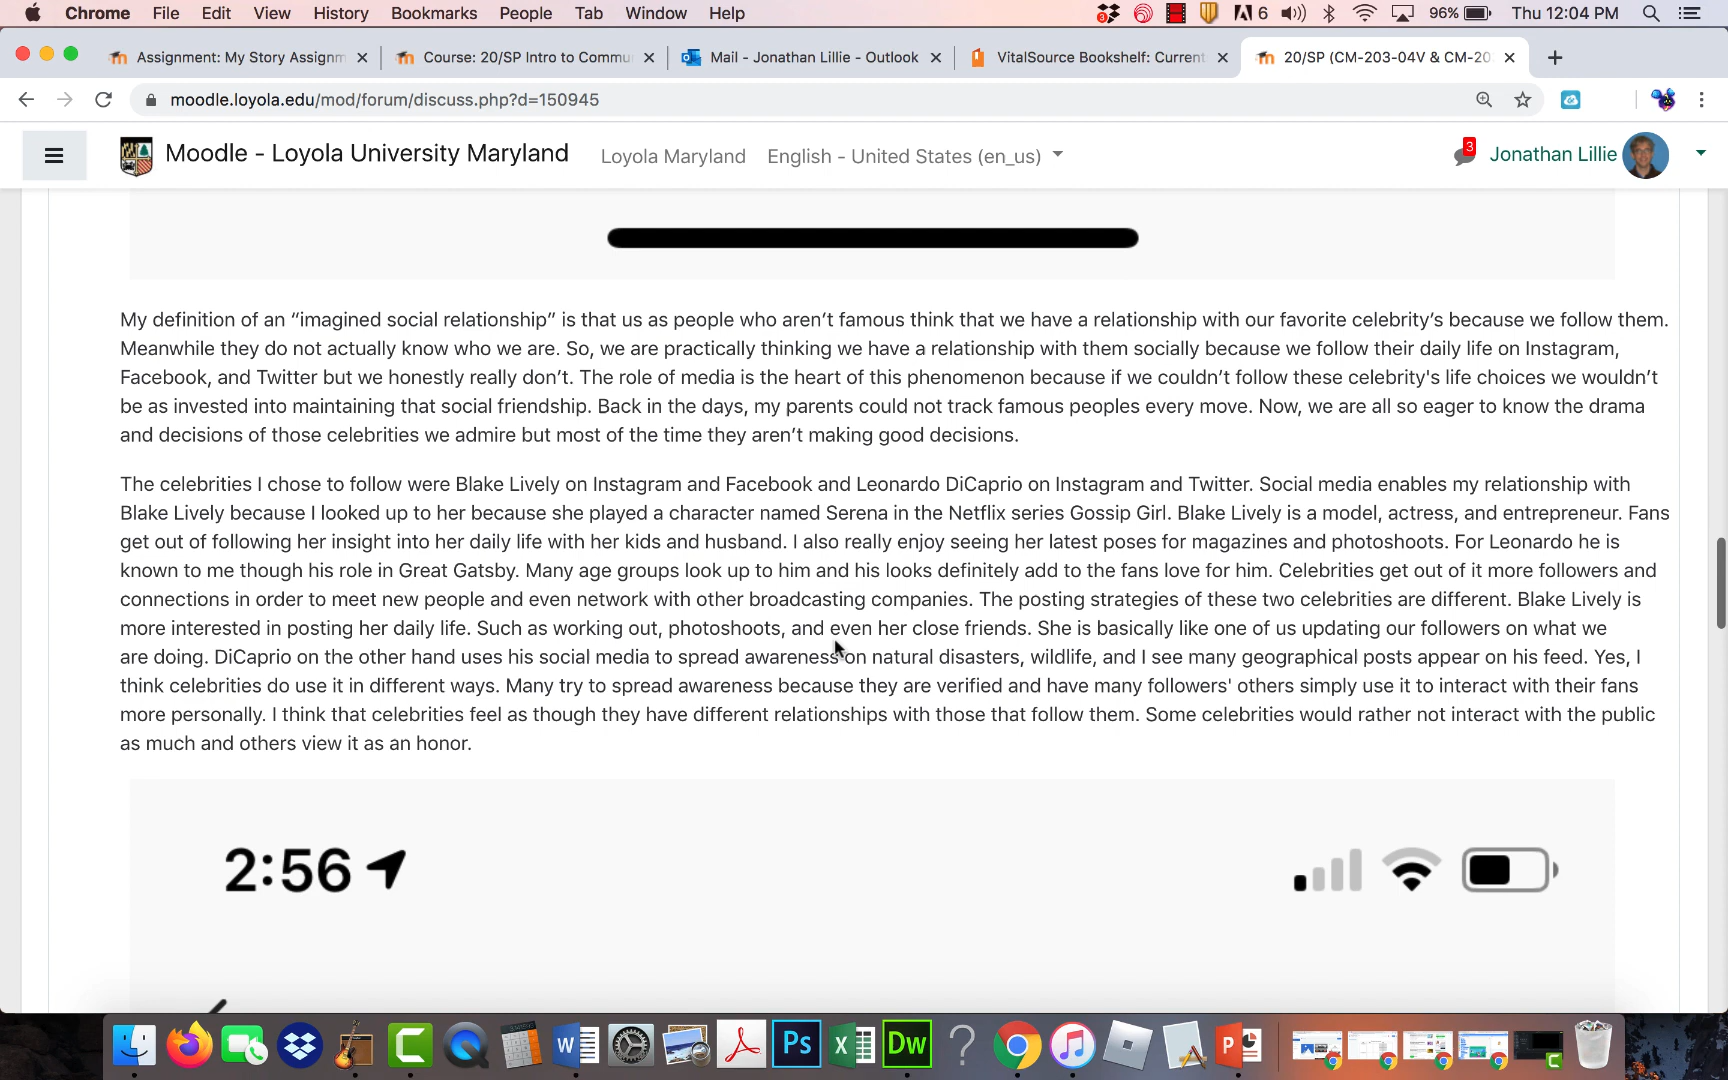 Chrome File Edit View History Bookmarks People Tab Window Help 3 6 96% Thu 12:04 PM
Assignment: My Story Assignm Course: 20/SP Intro to Commu Mail - Jonathan Lillie - Outlook VitalSource Bookshelf: Current 20/SP (CM-203-04V & CM-20
moodle.loyola.edu/mod/forum/discuss.php?d=150945
Moodle - Loyola University Maryland Loyola Maryland English - United States (en_us) 3 Jonathan Lillie
My definition of an “imagined social relationship” is that us as people who aren’t famous think that we have a relationship with our favorite celebrity’s because we follow them.
Meanwhile they do not actually know who we are. So, we are practically thinking we have a relationship with them socially because we follow their daily life on Instagram,
Facebook, and Twitter but we honestly really don’t. The role of media is the heart of this phenomenon because if we couldn’t follow these celebrity's life choices we wouldn’t
be as invested into maintaining that social friendship. Back in the days, my parents could not track famous peoples every move. Now, we are all so eager to know the drama
and decisions of those celebrities we admire but most of the time they aren’t making good decisions.
The celebrities I chose to follow were Blake Lively on Instagram and Facebook and Leonardo DiCaprio on Instagram and Twitter. Social media enables my relationship with
Blake Lively because I looked up to her because she played a character named Serena in the Netflix series Gossip Girl. Blake Lively is a model, actress, and entrepreneur. Fans
get out of following her insight into her daily life with her kids and husband. I also really enjoy seeing her latest poses for magazines and photoshoots. For Leonardo he is
known to me though his role in Great Gatsby. Many age groups look up to him and his looks definitely add to the fans love for him. Celebrities get out of it more followers and
connections in order to meet new people and even network with other broadcasting companies. The posting strategies of these two celebrities are different. Blake Lively is
more interested in posting her daily life. Such as working out, photoshoots, and even her close friends. She is basically like one of us updating our followers on what we
are doing. DiCaprio on the other hand uses his social media to spread awareness on natural disasters, wildlife, and I see many geographical posts appear on his feed. Yes, I
think celebrities do use it in different ways. Many try to spread awareness because they are verified and have many followers' others simply use it to interact with their fans
more personally. I think that celebrities feel as though they have different relationships with those that follow them. Some celebrities would rather not interact with the public
as much and others view it as an honor.
2:56
W Ps X Dw ? P